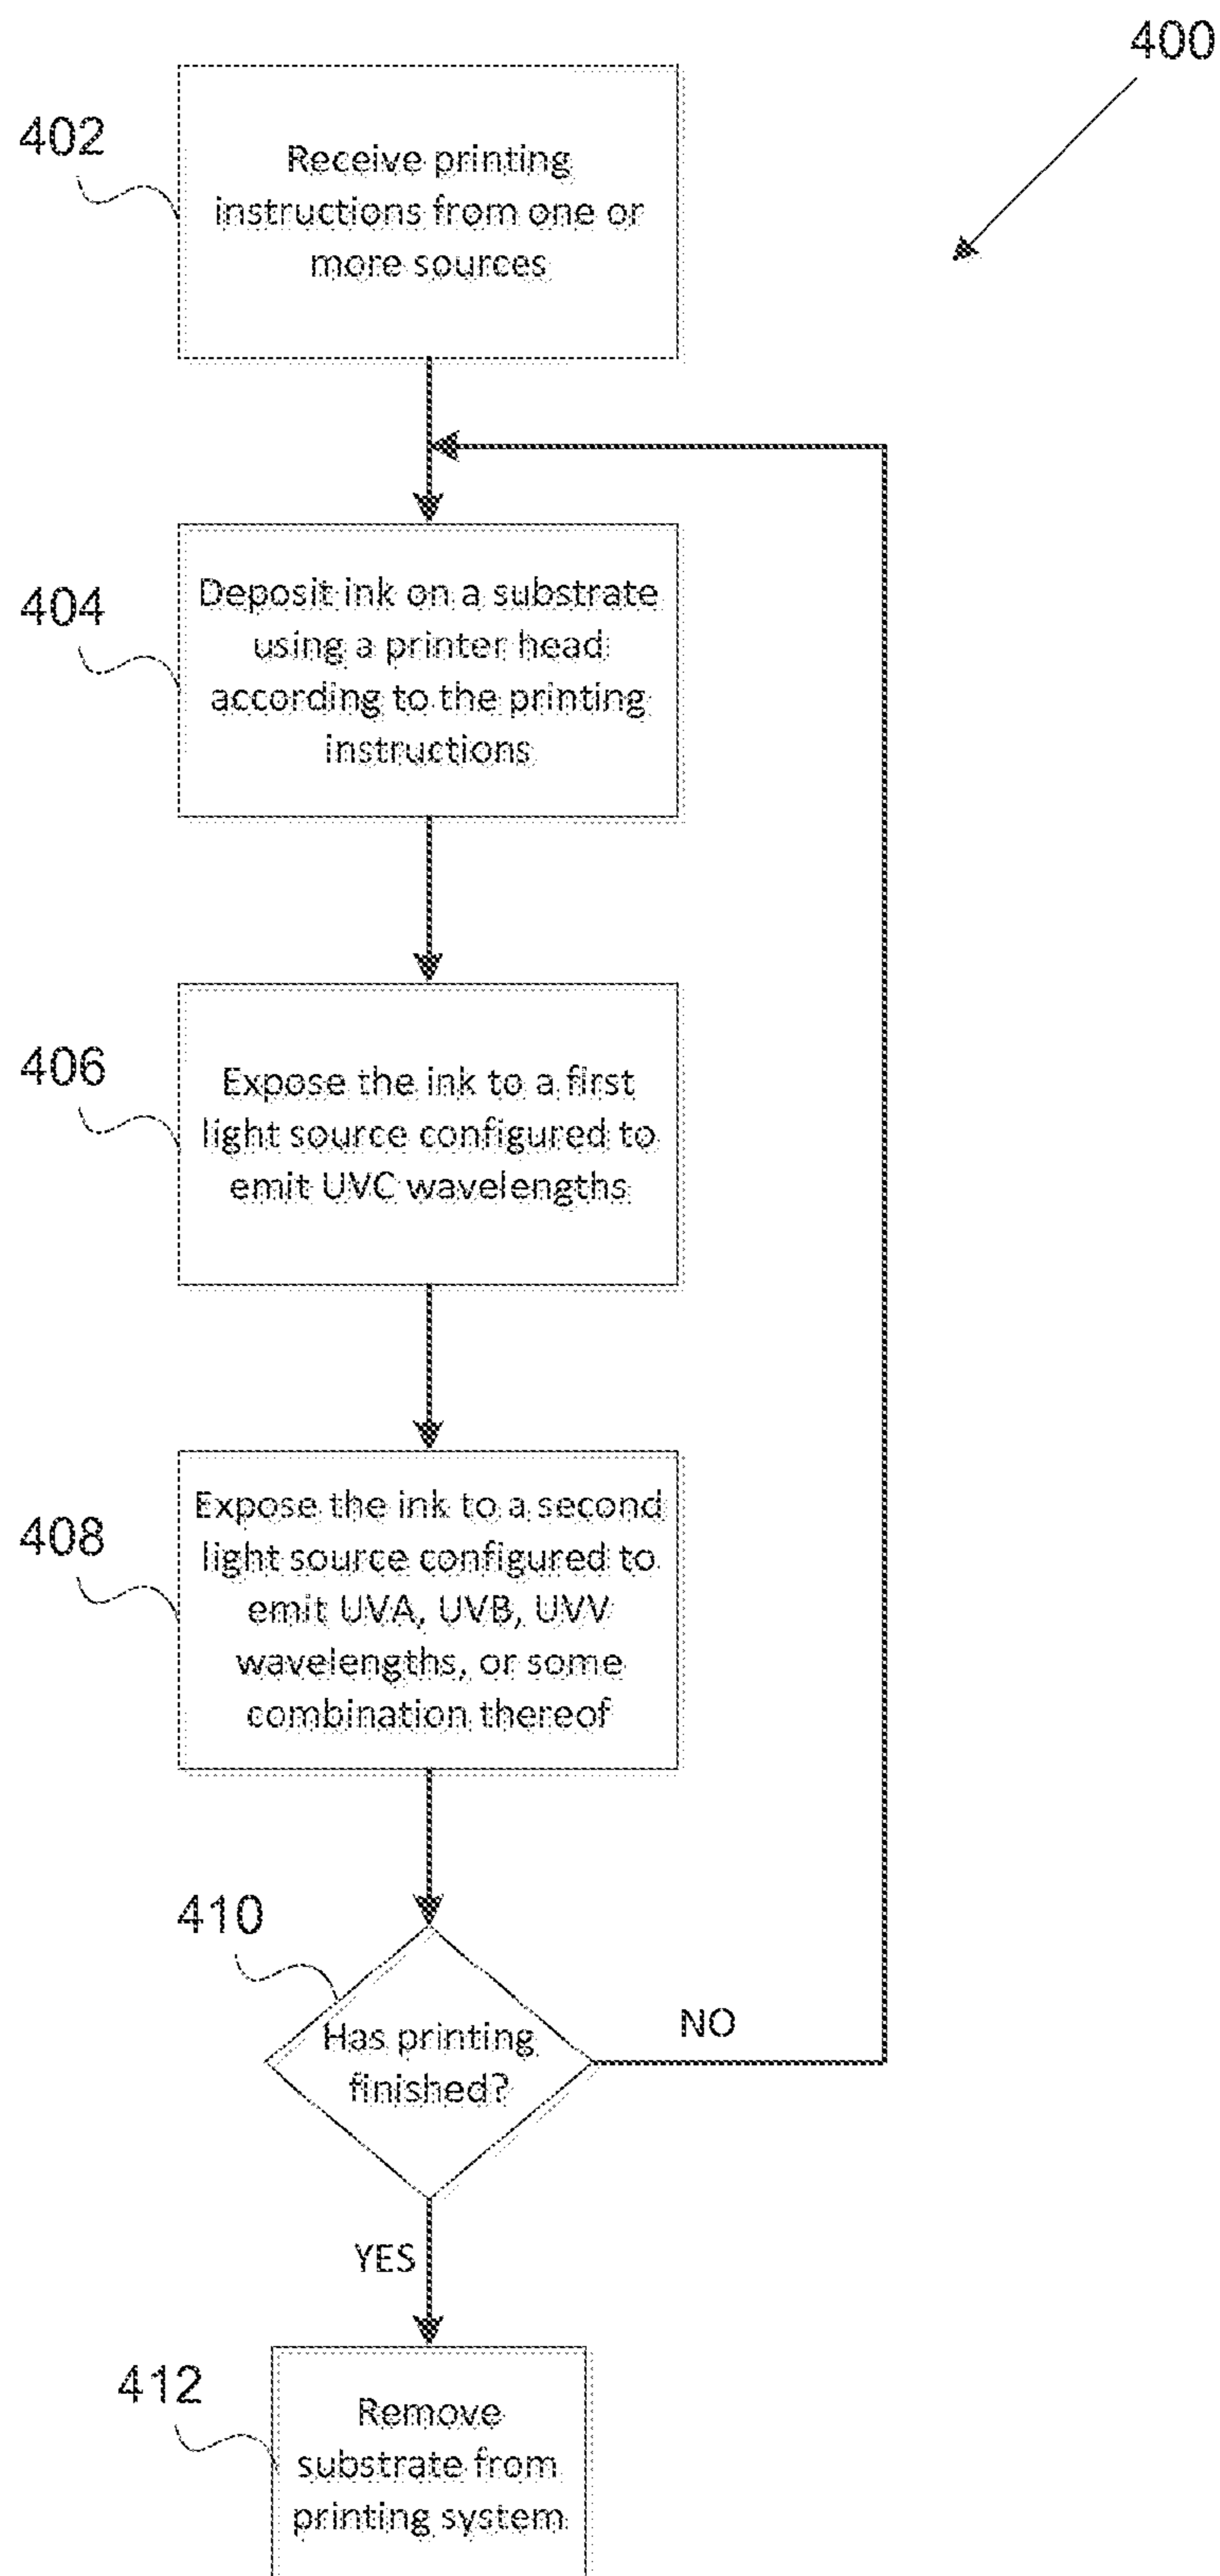 400
402
Receive printing
instructions from one or
more sources
404
Deposit ink on a substrate
using a printer head
according to the printing
instructions
406
Expose the ink to a first
light source configured to
emit UVC wavelengths
408
Expose the ink to a second
light source configured to
emit UVA, UVB, UVV
wavelengths, or some
combination thereof
410
Has printing
finished?
NO
YES
412
Remove
substrate from
printing system